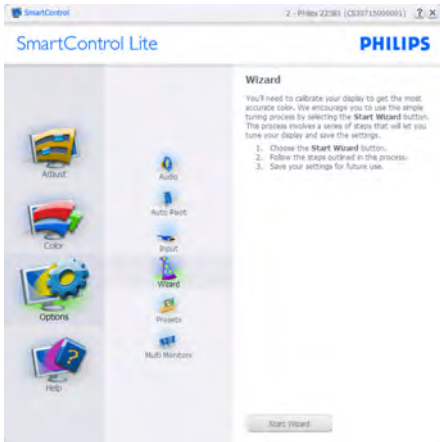 SmartControl
2 - Philips 225B1 (CS30715000001) ? X
SmartControl Lite
PHILIPS
Wizard
You'll need to calibrate your display to get the most
accurate color. We encourage you to use the simple
tuning process by selecting the Start Wizard button.
The process involves a series of steps that will let you
tune your display and save the settings.
1. Choose the Start Wizard button.
2. Follow the steps outlined in the process.
3. Save your settings for future use.
Adjust
Color
Options
Help
Audio
Auto Pivot
Input
Wizard
Presets
Multi Monitors
Start Wizard